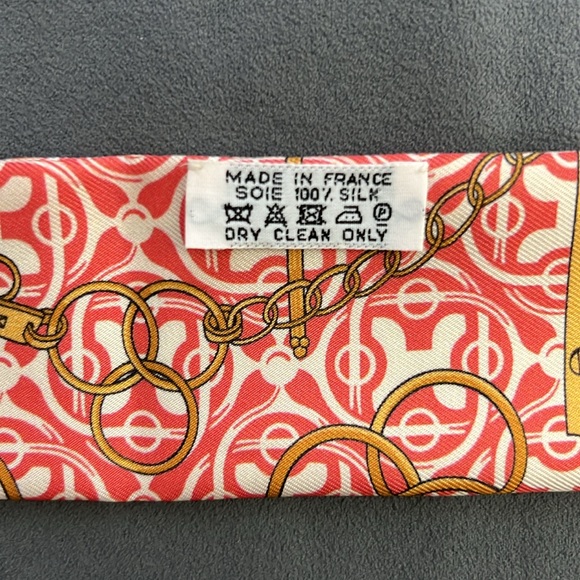 MADE IN FRANCE
SOIE 100% SILK
P
DRY CLEAN ONLY